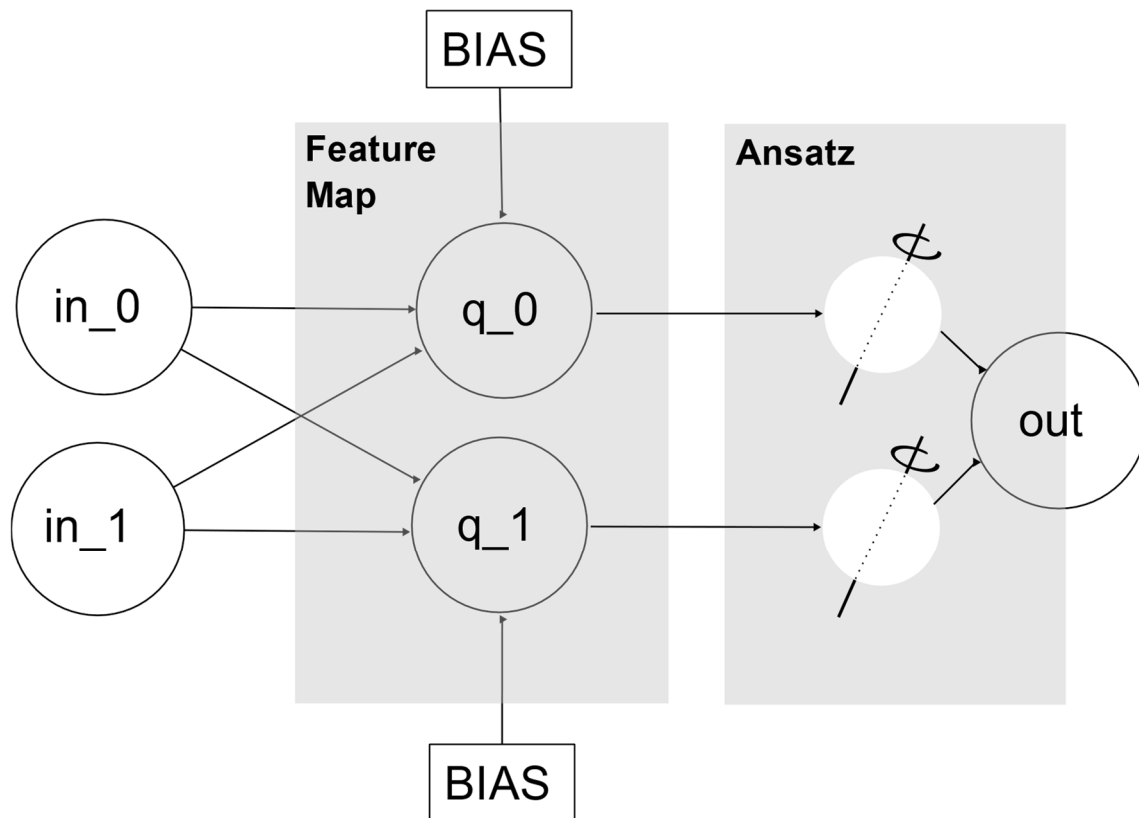 BIAS
Feature
Map
Ansatz
in_0
q_0
out
in_1
q_1
BIAS